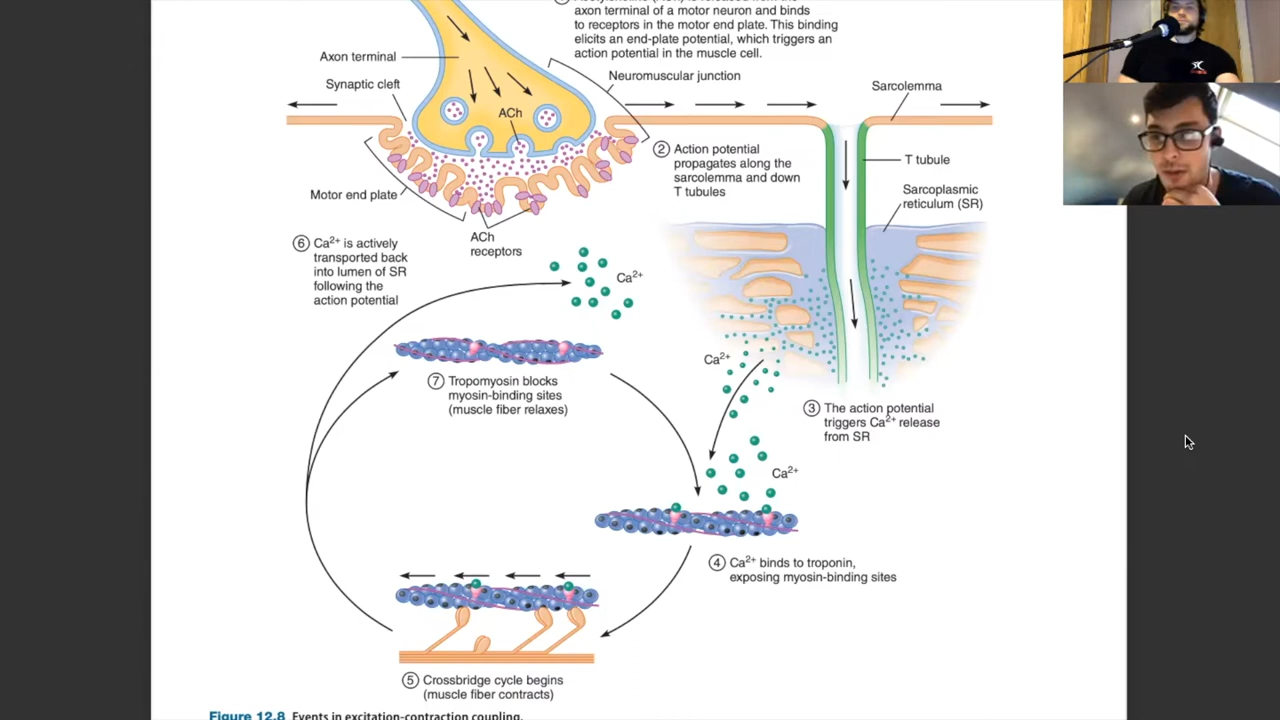 axon terminal of a motor neuron and binds
to receptors in the motor end plate. This binding
elicits an end-plate potential, which triggers an
action potential in the muscle cell.
Axon terminal
Neuromuscular junction
Synaptic cleft
Sarcolemma
ACh
② Action potential
propagates along the
sarcolemma and down
T tubules
T tubule
Motor end plate
Sarcoplasmic
reticulum (SR)
ACh
receptors
⑥ Ca²⁺ is actively
transported back
into lumen of SR
following the
action potential
Ca²⁺
Ca²⁺
⑦ Tropomyosin blocks
myosin-binding sites
(muscle fiber relaxes)
③ The action potential
triggers Ca²⁺ release
from SR
Ca²⁺
④ Ca²⁺ binds to troponin,
exposing myosin-binding sites
⑤ Crossbridge cycle begins
(muscle fiber contracts)
Figure 12.8 Events in excitation-contraction coupling.